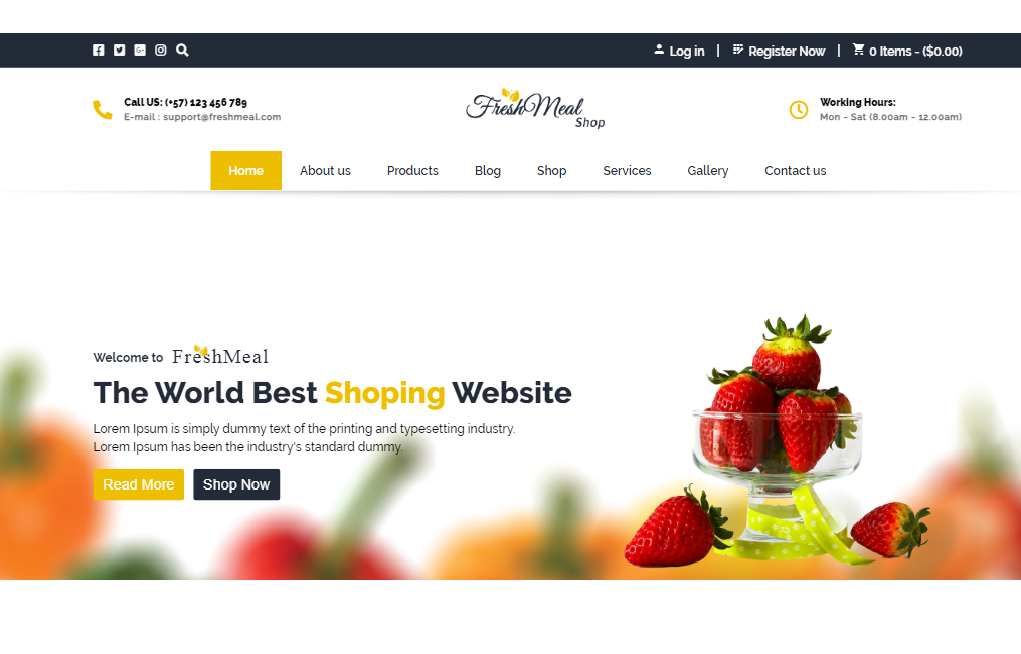 Log in | Register Now | 0 Items - ($0.00)
Call US: (+57) 123 456 789
E-mail : support@freshmeal.com
FreshMeal
Shop
Working Hours:
Mon - Sat (8.00am - 12.00am)
Home About us Products Blog Shop Services Gallery Contact us
Welcome to FreshMeal
The World Best Shoping Website
Lorem Ipsum is simply dummy text of the printing and typesetting industry.
Lorem Ipsum has been the industry's standard dummy.
Read More Shop Now